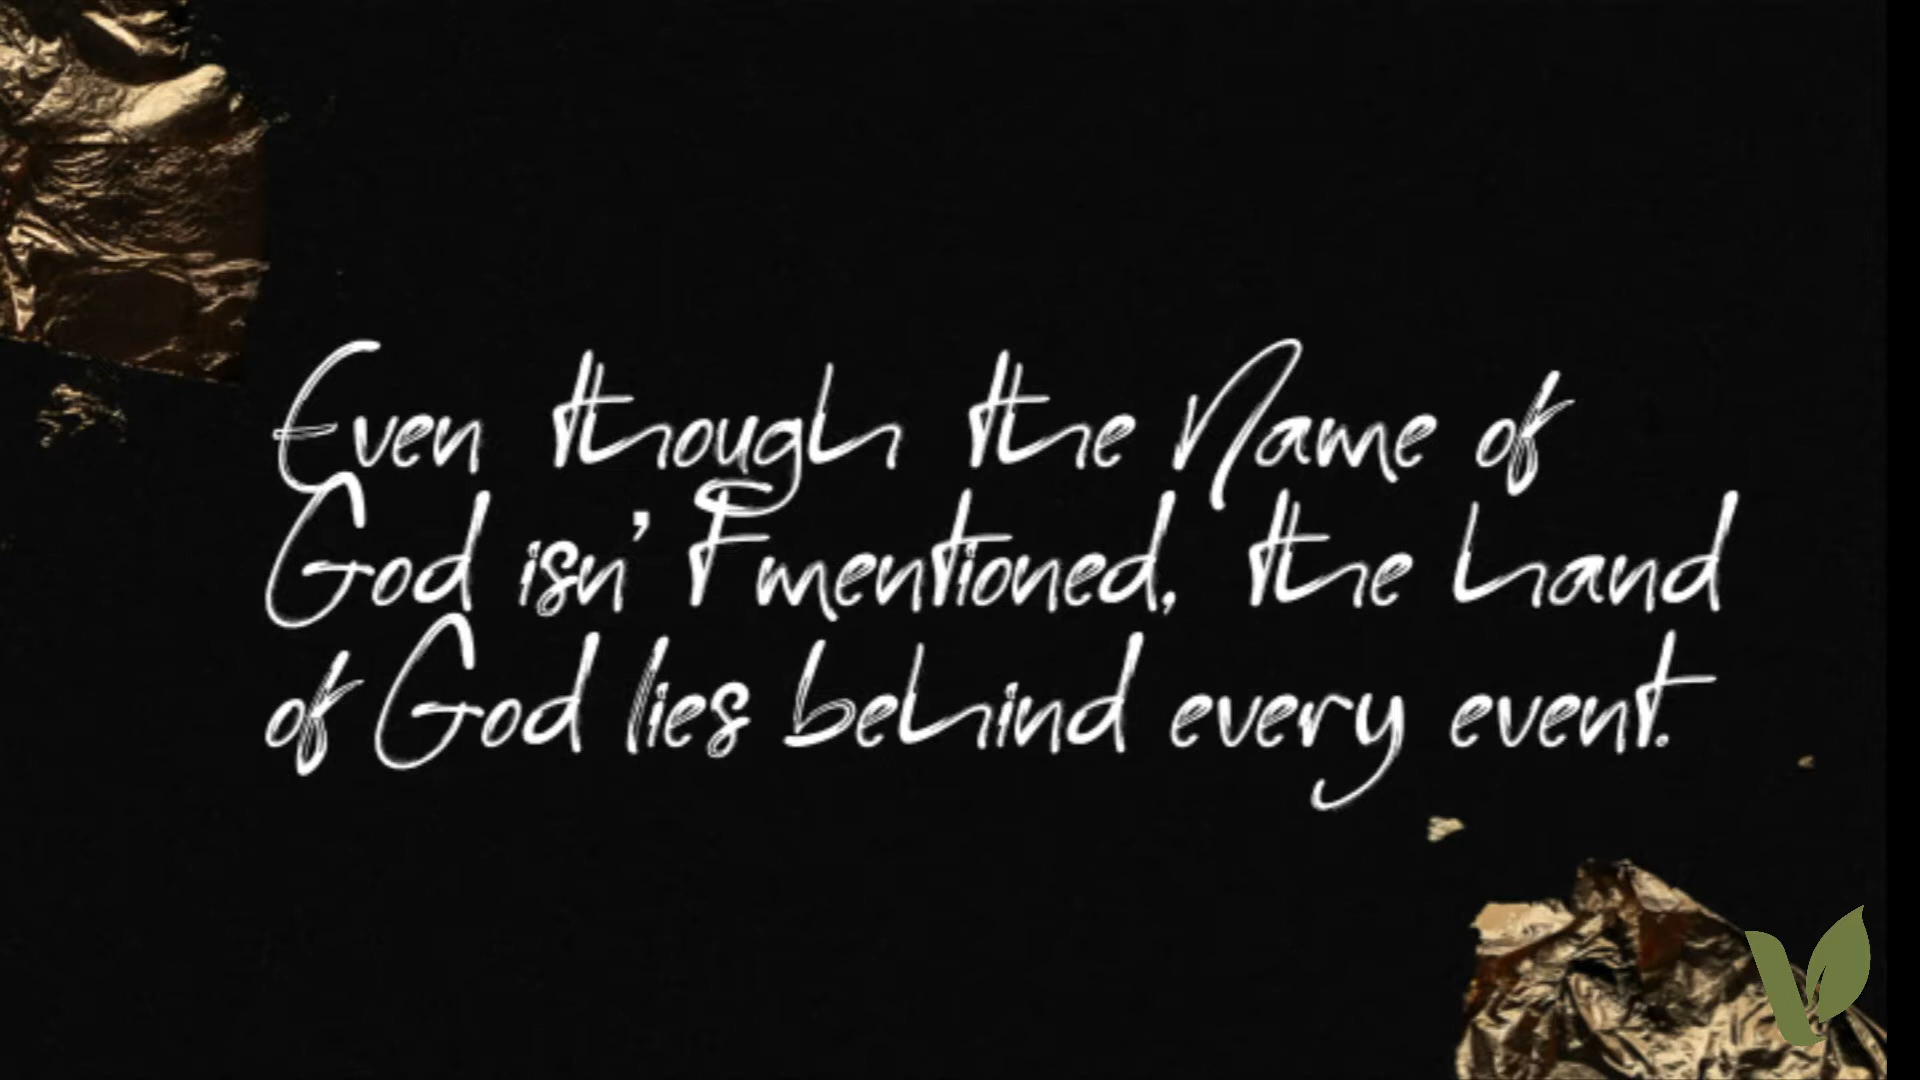 Even though the Name of
God isn't mentioned, the hand
of God lies behind every event.